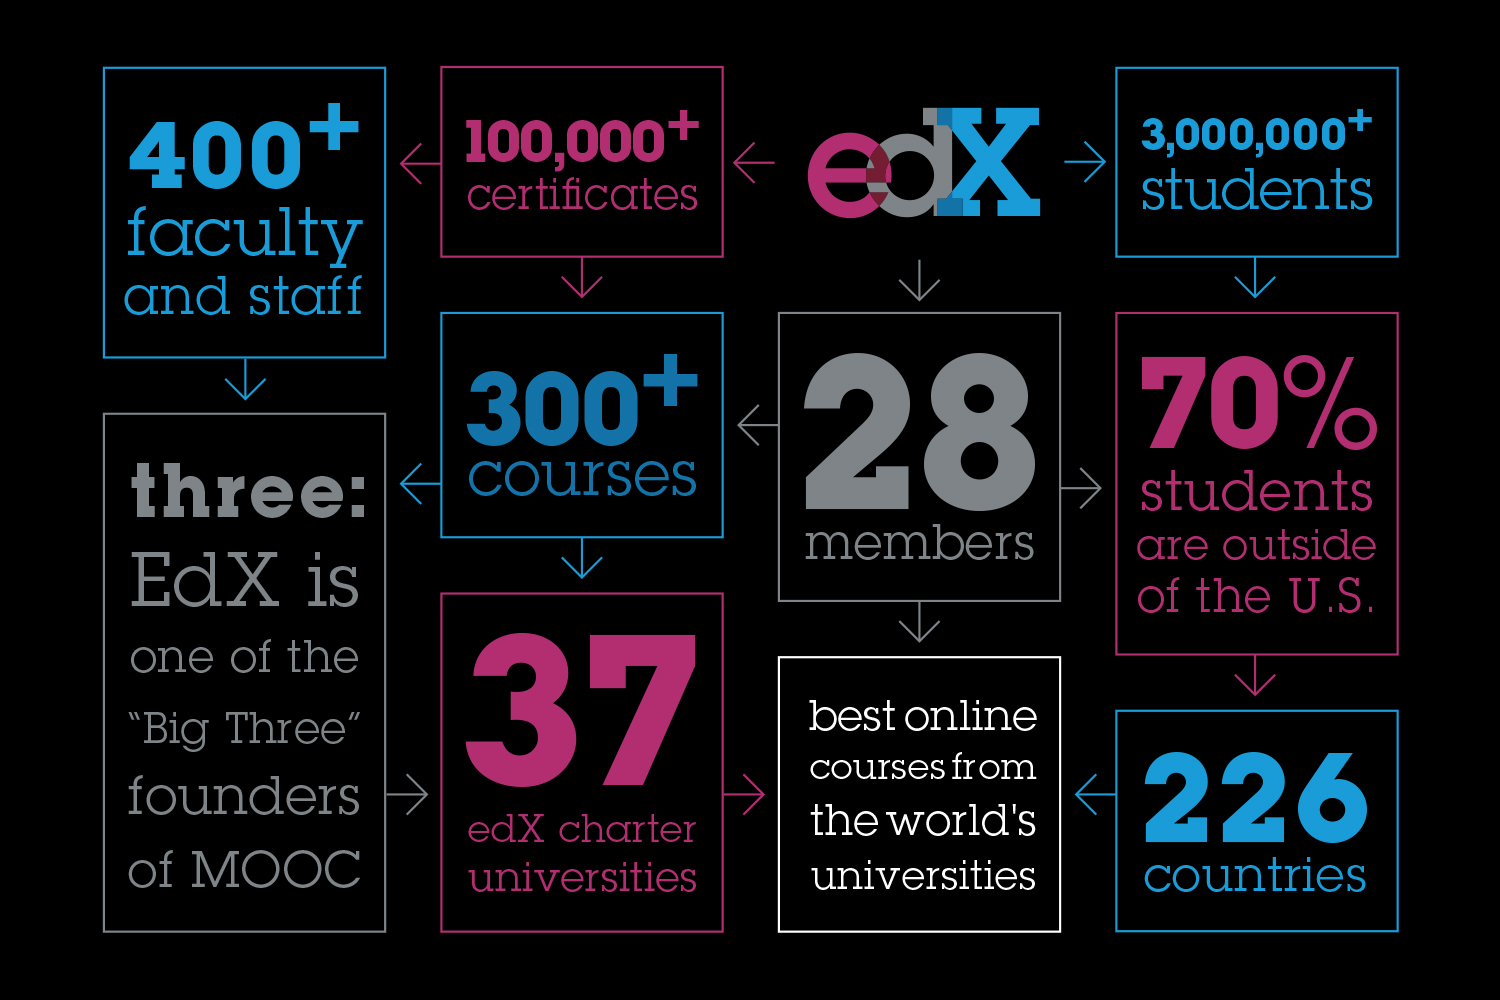 400+
faculty
and staff
100,000+
certificates
edX
3,000,000+
students
300+
courses
28
members
70%
students
are outside
of the U.S.
three:
EdX is
one of the
“Big Three”
founders
of MOOC
37
edX charter
universities
best online
courses from
the world's
universities
226
countries